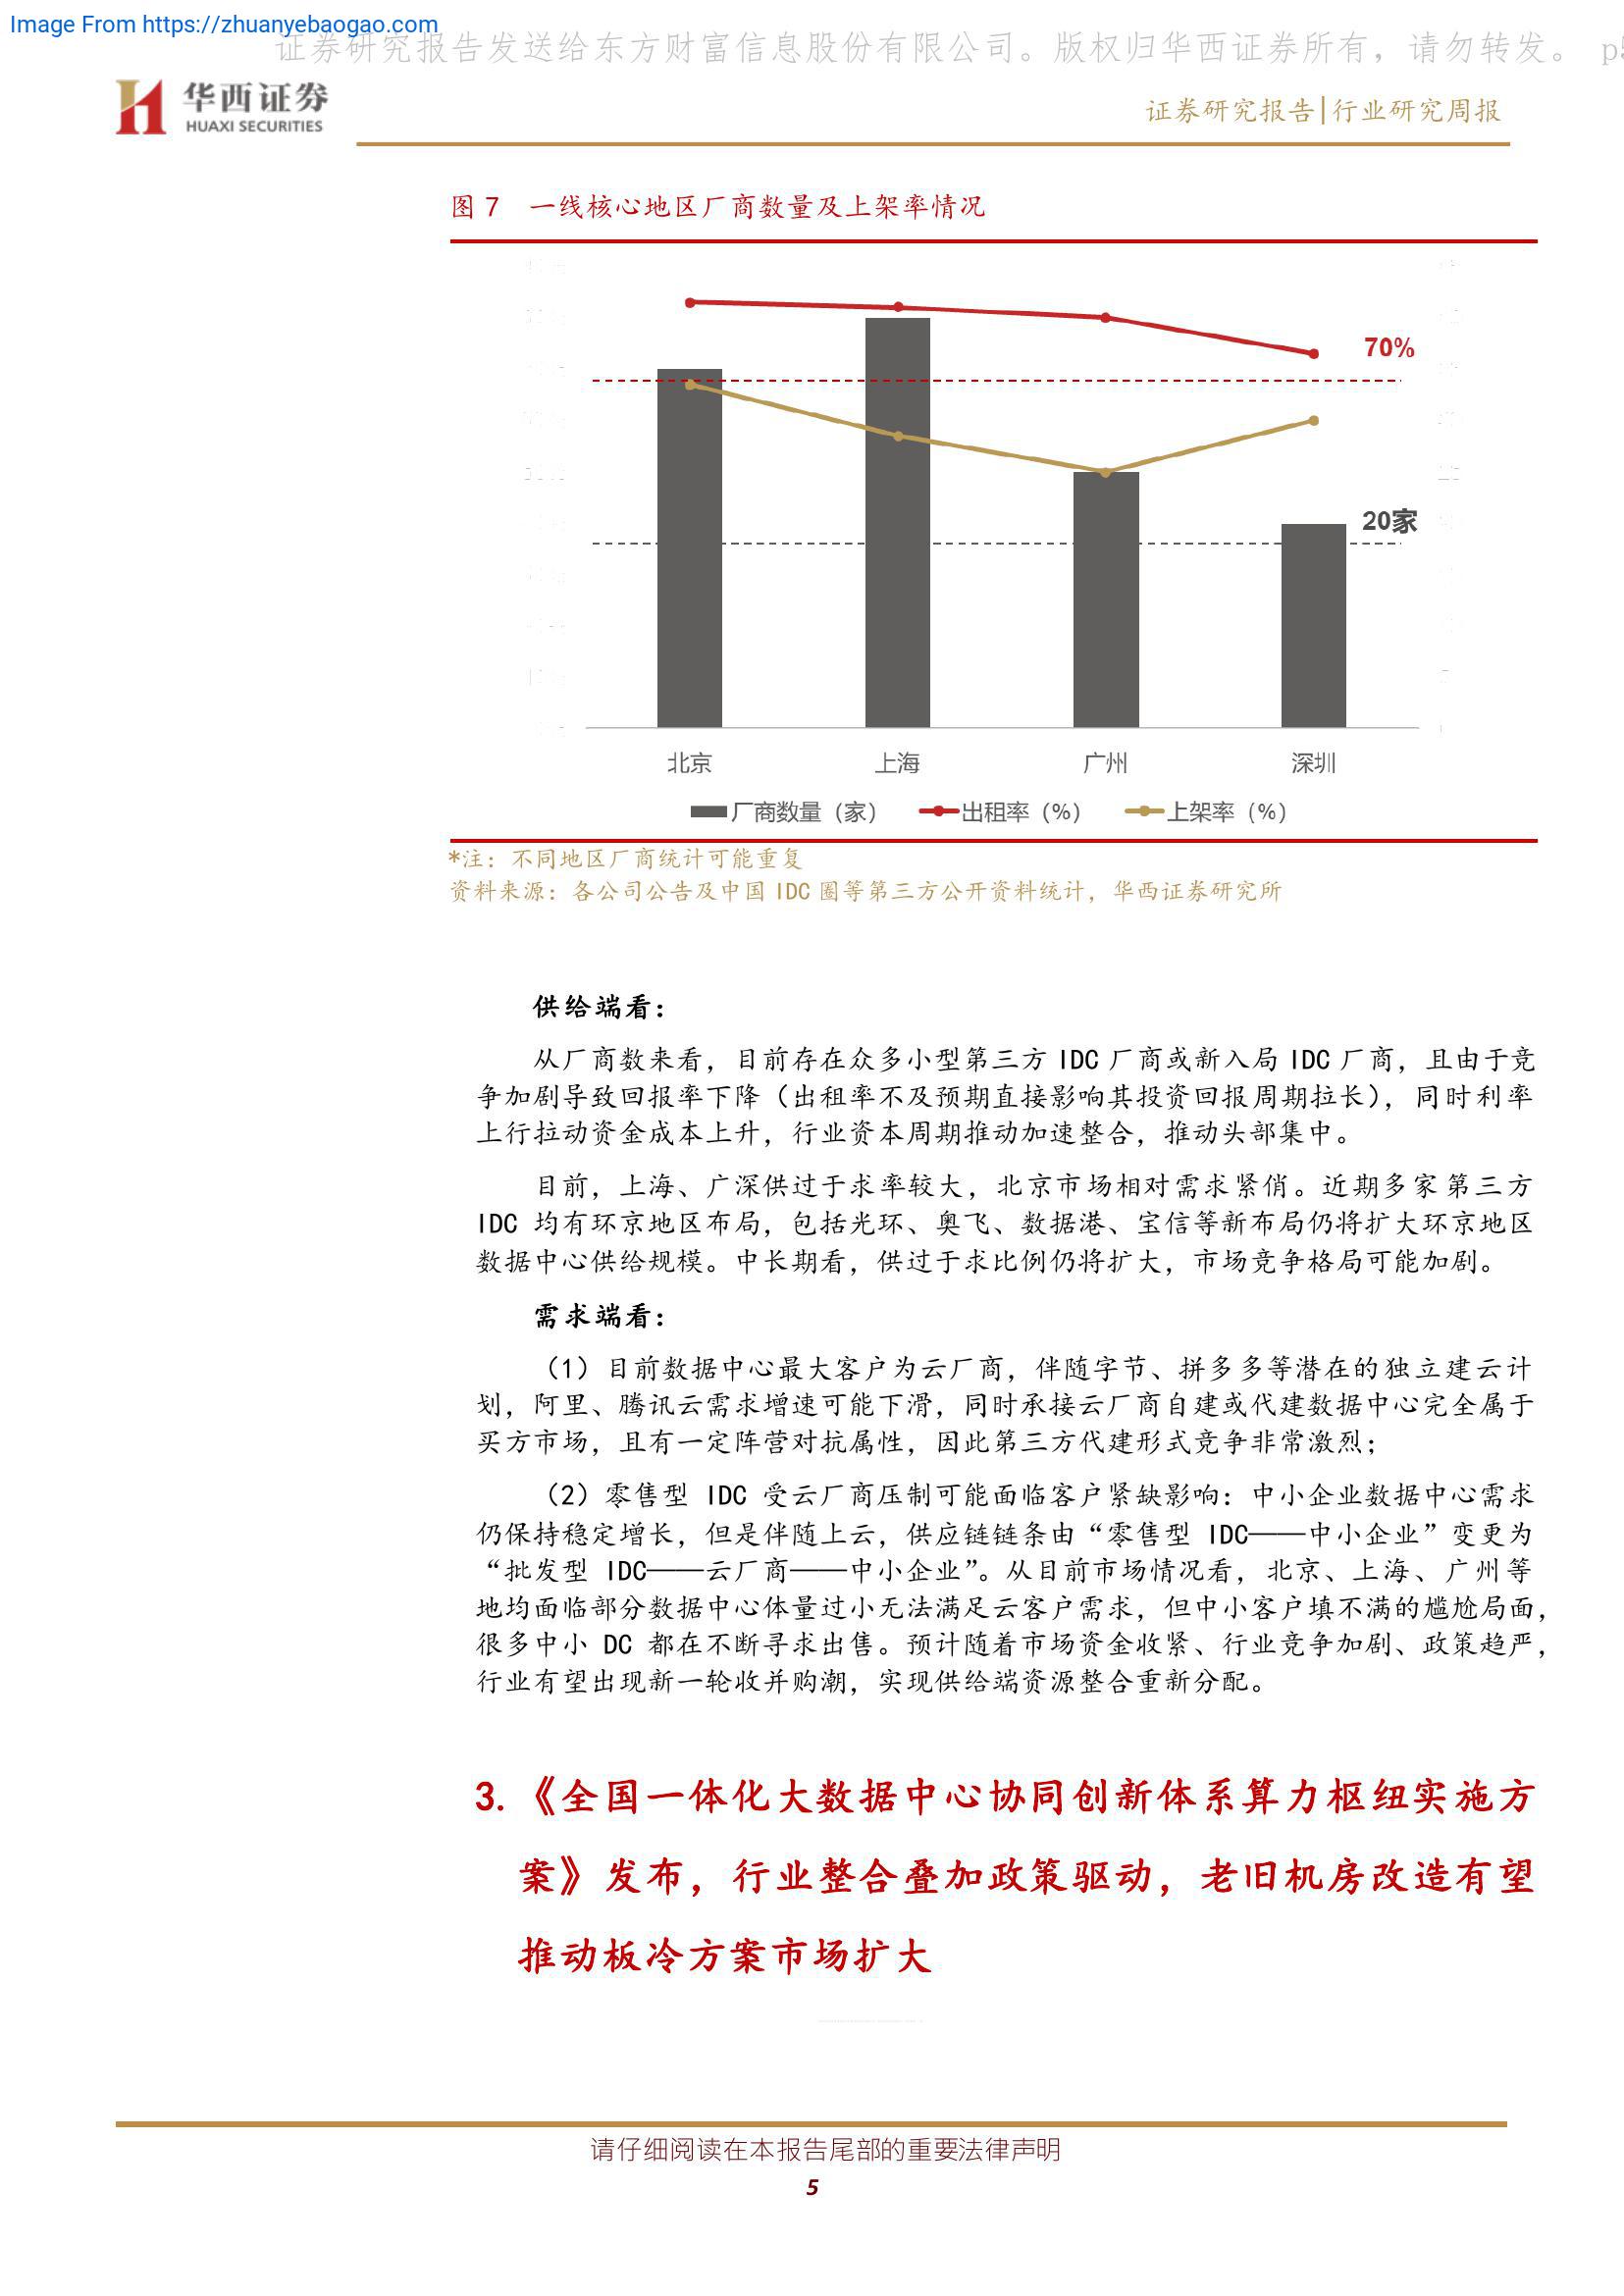 Image From https://zhuanyebaogao.com
证券研究报告发送给东方财富信息股份有限公司。版权归华西证券所有，请勿转发。 p5
华西证券
HUAXI SECURITIES
证券研究报告|行业研究周报
图 7 一线核心地区厂商数量及上架率情况
70%
20家
北京 上海 广州 深圳
厂商数量（家） 出租率（%） 上架率（%）
*注：不同地区厂商统计可能重复
资料来源：各公司公告及中国 IDC 圈等第三方公开资料统计，华西证券研究所
供给端看：
从厂商数来看，目前存在众多小型第三方 IDC 厂商或新入局 IDC 厂商，且由于竞
争加剧导致回报率下降（出租率不及预期直接影响其投资回报周期拉长），同时利率
上行拉动资金成本上升，行业资本周期推动加速整合，推动头部集中。
目前，上海、广深供过于求率较大，北京市场相对需求紧俏。近期多家第三方
IDC 均有环京地区布局，包括光环、奥飞、数据港、宝信等新布局仍将扩大环京地区
数据中心供给规模。中长期看，供过于求比例仍将扩大，市场竞争格局可能加剧。
需求端看：
（1）目前数据中心最大客户为云厂商，伴随字节、拼多多等潜在的独立建云计
划，阿里、腾讯云需求增速可能下滑，同时承接云厂商自建或代建数据中心完全属于
买方市场，且有一定阵营对抗属性，因此第三方代建形式竞争非常激烈；
（2）零售型 IDC 受云厂商压制可能面临客户紧缺影响：中小企业数据中心需求
仍保持稳定增长，但是伴随上云，供应链链条由“零售型 IDC——中小企业”变更为
“批发型 IDC——云厂商——中小企业”。从目前市场情况看，北京、上海、广州等
地均面临部分数据中心体量过小无法满足云客户需求，但中小客户填不满的尴尬局面，
很多中小 DC 都在不断寻求出售。预计随着市场资金收紧、行业竞争加剧、政策趋严，
行业有望出现新一轮收并购潮，实现供给端资源整合重新分配。
3. 《全国一体化大数据中心协同创新体系算力枢纽实施方
案》发布，行业整合叠加政策驱动，老旧机房改造有望
推动板冷方案市场扩大
请仔细阅读在本报告尾部的重要法律声明
5